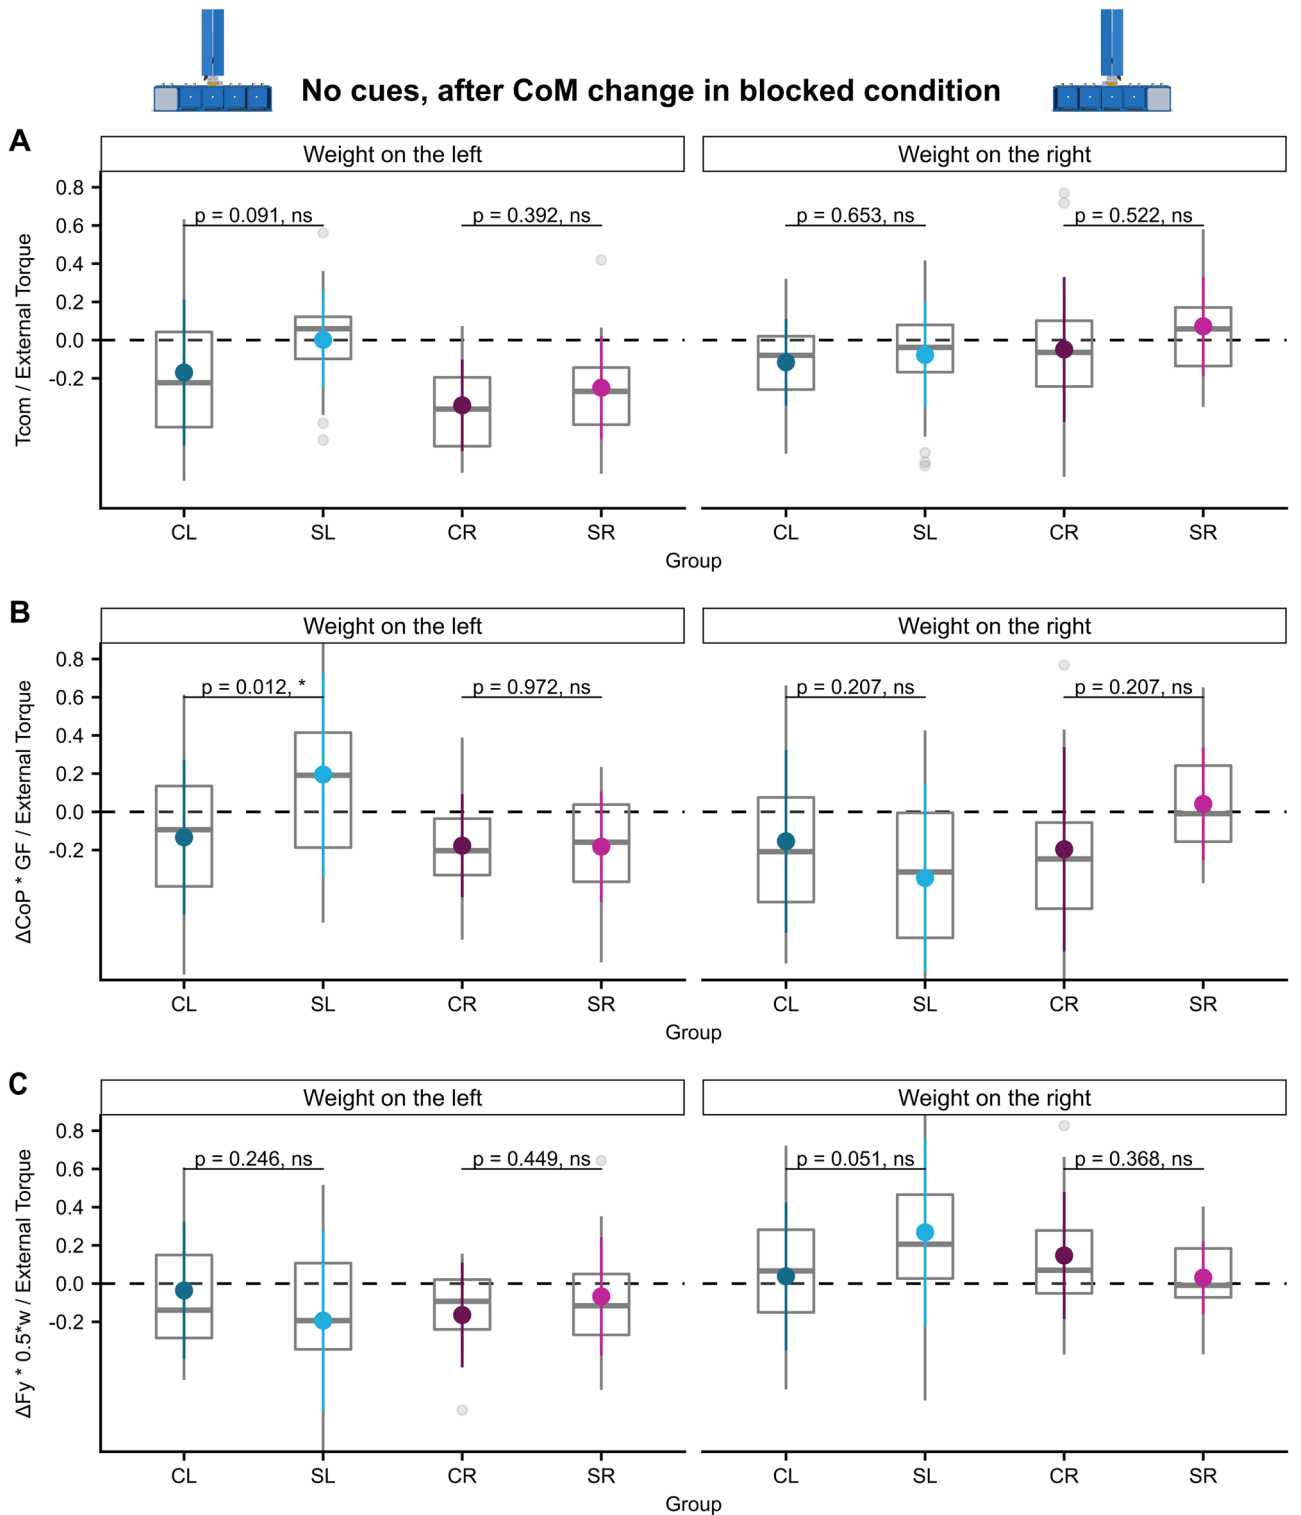 No cues, after CoM change in blocked condition
A
Weight on the left
Weight on the right
Tcom / External Torque
0.8
0.6
0.4
0.2
0.0
-0.2
p = 0.091, ns
p = 0.392, ns
p = 0.653, ns
p = 0.522, ns
CL
SL
CR
SR
CL
SL
CR
SR
Group
B
Weight on the left
Weight on the right
ΔCoP * GF / External Torque
0.8
0.6
0.4
0.2
0.0
-0.2
p = 0.012, *
p = 0.972, ns
p = 0.207, ns
p = 0.207, ns
CL
SL
CR
SR
CL
SL
CR
SR
Group
C
Weight on the left
Weight on the right
ΔFy * 0.5*w / External Torque
0.8
0.6
0.4
0.2
0.0
-0.2
p = 0.246, ns
p = 0.449, ns
p = 0.051, ns
p = 0.368, ns
CL
SL
CR
SR
CL
SL
CR
SR
Group